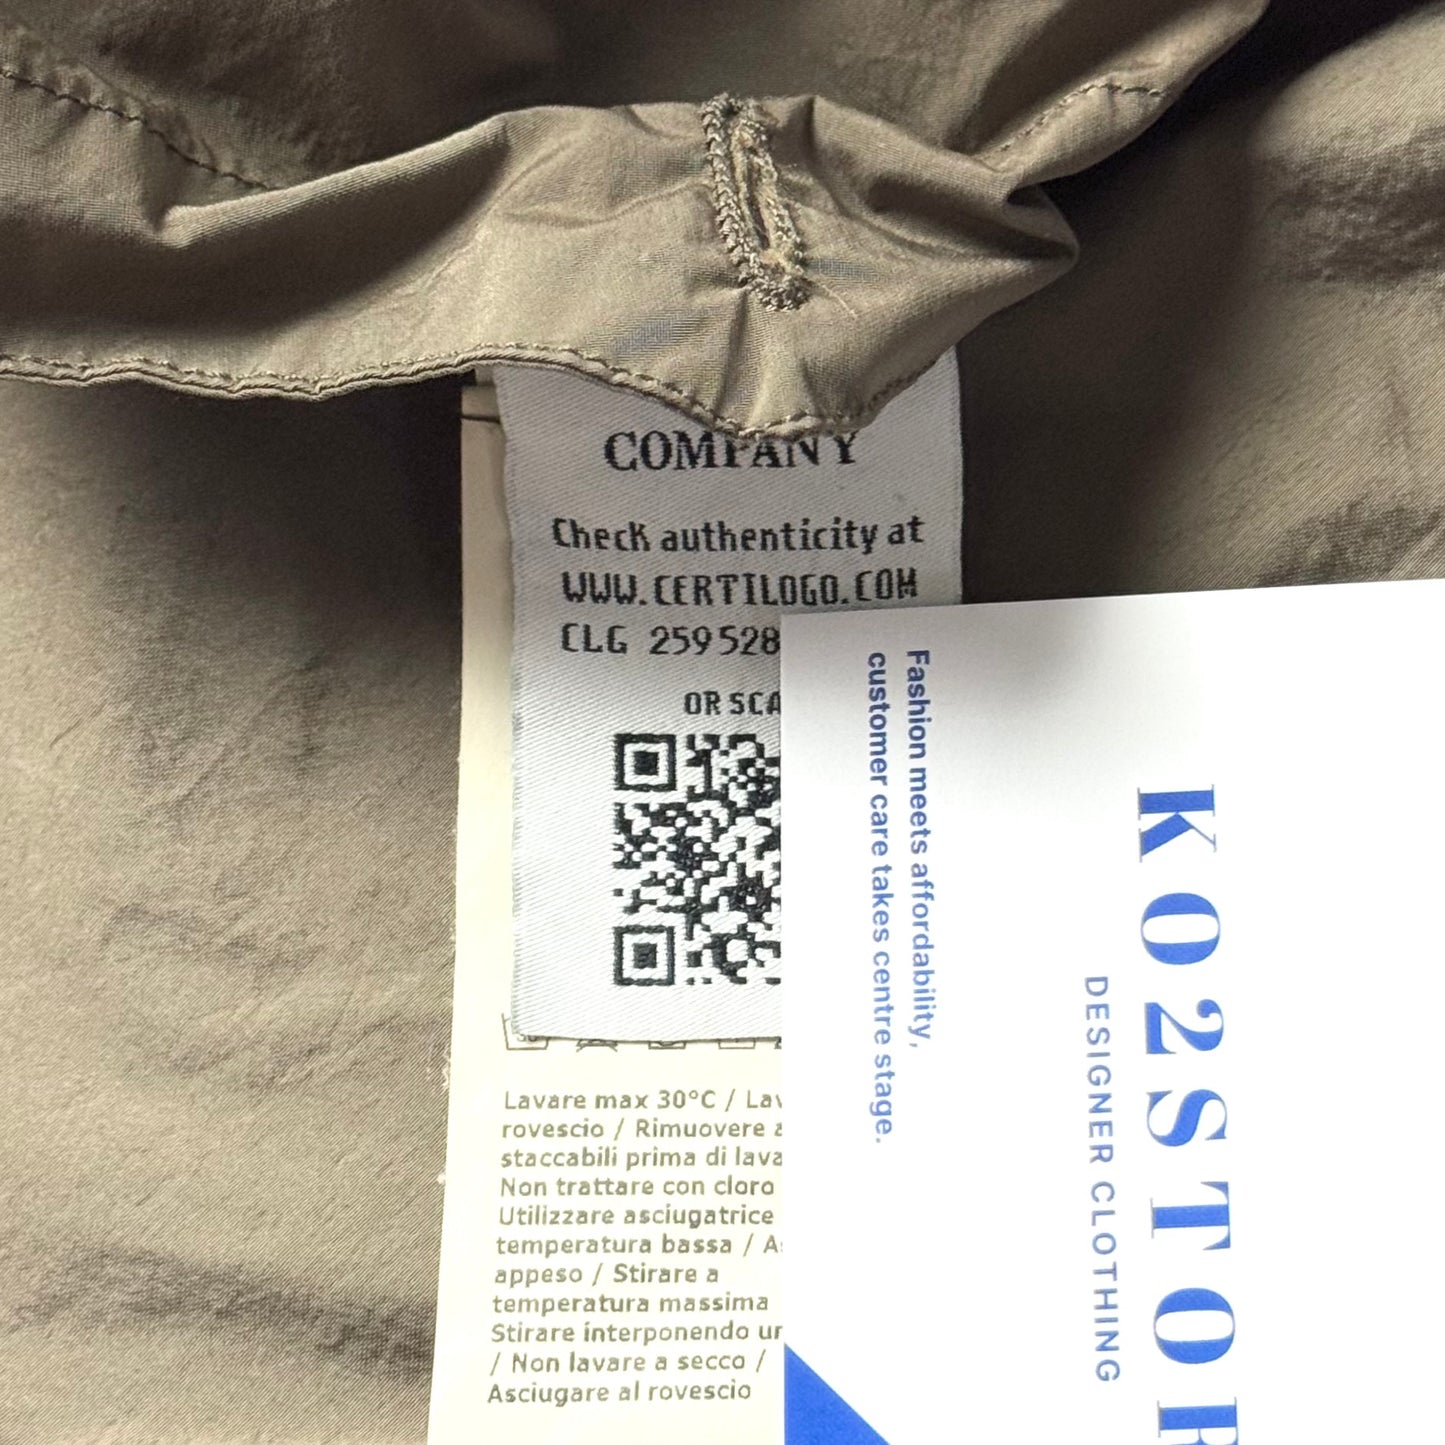 COMPANY
Check authenticity at
WWW.CERTILOGO.COM
CLG 259528
OR SCA
Lavare max 30°C / Lav
rovescio / Rimuovere
staccabili prima di lava
Non trattare con cloro
Utilizzare asciugatrice
temperatura bassa / A
appeso / Stirare a
temperatura massima
Stirare interponendo un
/ Non lavare a secco /
Asciugare al rovescio
Fashion meets affordability,
customer care takes centre stage.
KO2STOR
DESIGNER CLOTHING